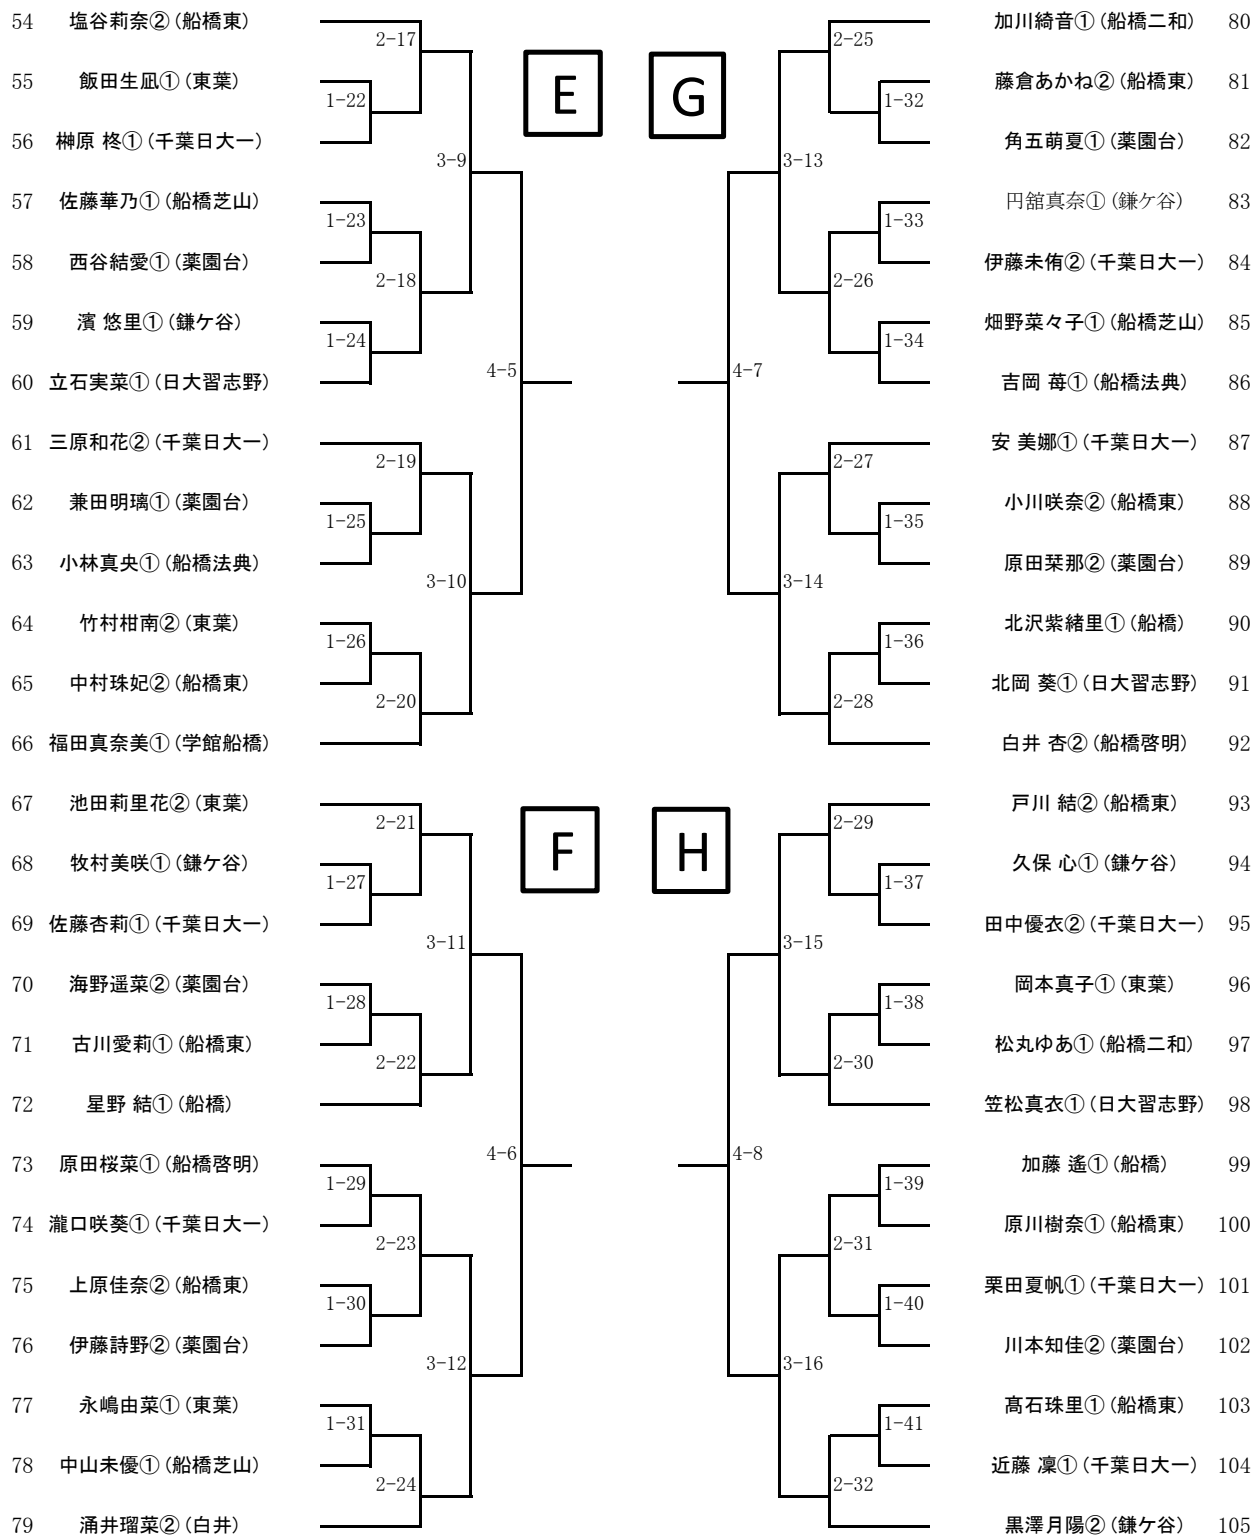 54 塩谷莉奈② (船橋東)
2-17
55 飯田生凪① (東葉)
1-22
56 榊原 柊① (千葉日大一)
3-9
57 佐藤華乃① (船橋芝山)
1-23
58 西谷結愛① (薬園台)
2-18
59 濱 悠里① (鎌ケ谷)
1-24
60 立石実菜① (日大習志野)
4-5
61 三原和花② (千葉日大一)
2-19
62 兼田明璃① (薬園台)
1-25
63 小林真央① (船橋法典)
3-10
64 竹村柑南② (東葉)
1-26
65 中村珠妃② (船橋東)
2-20
66 福田真奈美① (学館船橋)
E
67 池田莉里花② (東葉)
2-21
68 牧村美咲① (鎌ケ谷)
1-27
69 佐藤杏莉① (千葉日大一)
3-11
70 海野遥菜② (薬園台)
1-28
71 古川愛莉① (船橋東)
2-22
72 星野 結① (船橋)
4-6
73 原田桜菜① (船橋啓明)
1-29
74 瀧口咲葵① (千葉日大一)
2-23
75 上原佳奈② (船橋東)
1-30
76 伊藤詩野② (薬園台)
3-12
77 永嶋由菜① (東葉)
1-31
78 中山未優① (船橋芝山)
2-24
79 涌井瑠菜② (白井)
F
G
加川綺音① (船橋二和) 80
2-25
藤倉あかね② (船橋東) 81
1-32
角五萌夏① (薬園台) 82
3-13
円舘真奈① (鎌ケ谷) 83
1-33
伊藤未侑② (千葉日大一) 84
2-26
畑野菜々子① (船橋芝山) 85
1-34
吉岡 苺① (船橋法典) 86
4-7
安 美娜① (千葉日大一) 87
2-27
小川咲奈② (船橋東) 88
1-35
原田栞那② (薬園台) 89
3-14
北沢紫緒里① (船橋) 90
1-36
北岡 葵① (日大習志野) 91
2-28
白井 杏② (船橋啓明) 92
H
戸川 結② (船橋東) 93
2-29
久保 心① (鎌ケ谷) 94
1-37
田中優衣② (千葉日大一) 95
3-15
岡本真子① (東葉) 96
1-38
松丸ゆあ① (船橋二和) 97
2-30
笠松真衣① (日大習志野) 98
4-8
加藤 遙① (船橋) 99
1-39
原川樹奈① (船橋東) 100
2-31
栗田夏帆① (千葉日大一) 101
1-40
川本知佳② (薬園台) 102
3-16
髙石珠里① (船橋東) 103
1-41
近藤 凜① (千葉日大一) 104
2-32
黒澤月陽② (鎌ケ谷) 105